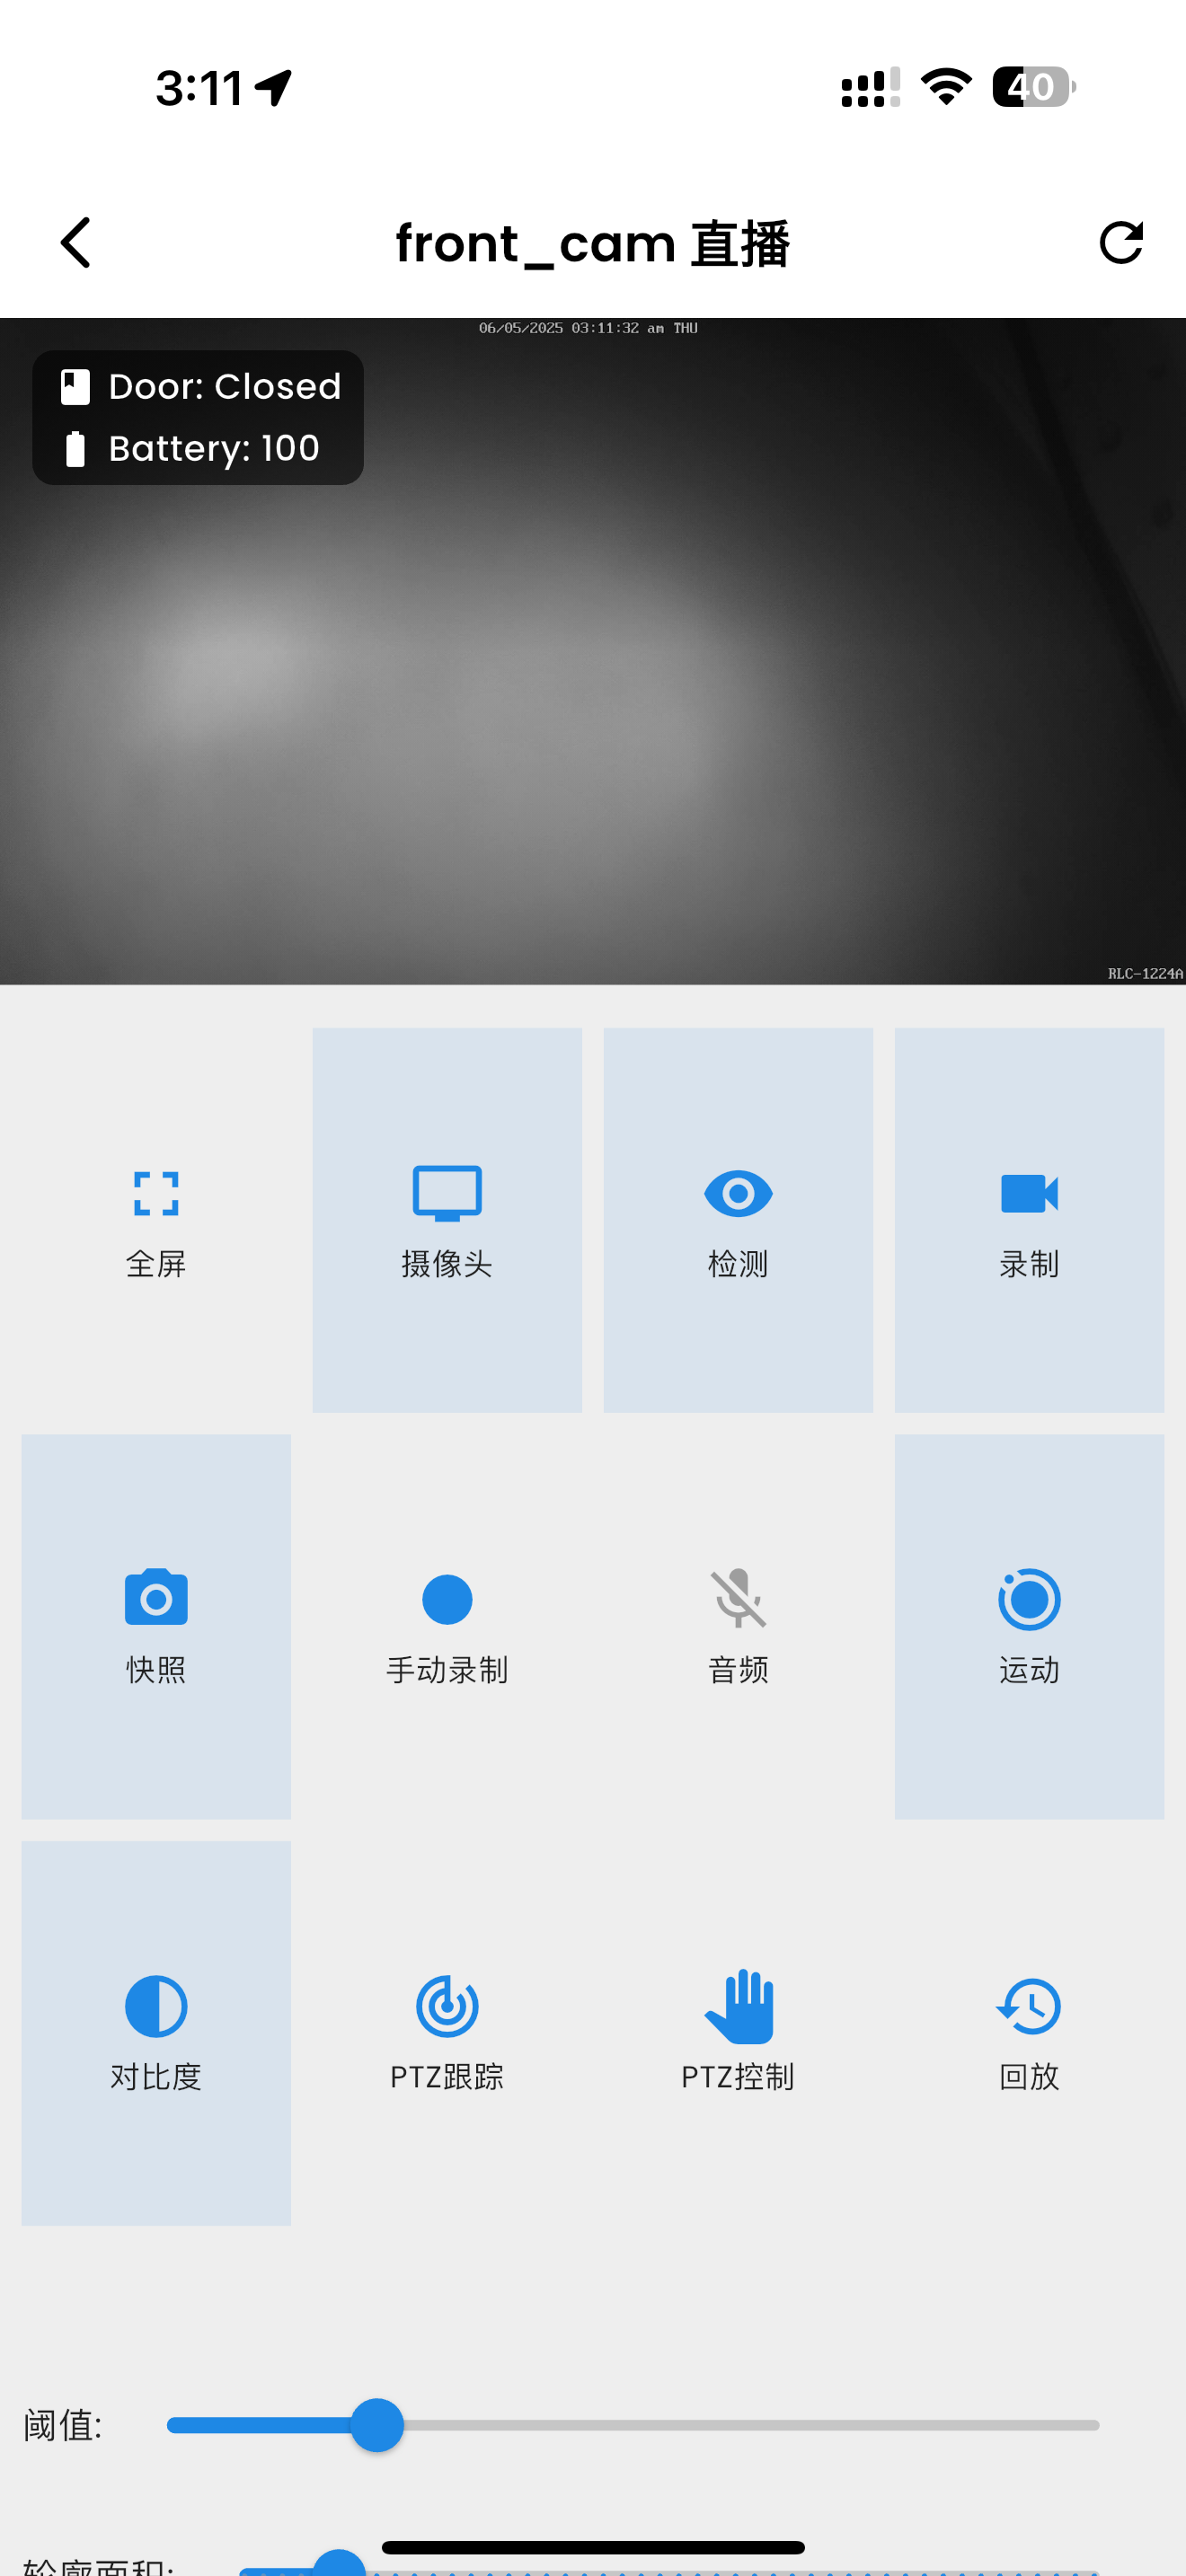 3:11
40
front_cam 直播
06/05/2025 03:11:32 am THU
Door: Closed
Battery: 100
RLC-1224A
全屏
摄像头
检测
录制
快照
手动录制
音频
运动
对比度
PTZ跟踪
PTZ控制
回放
阈值:
轮廓面积: